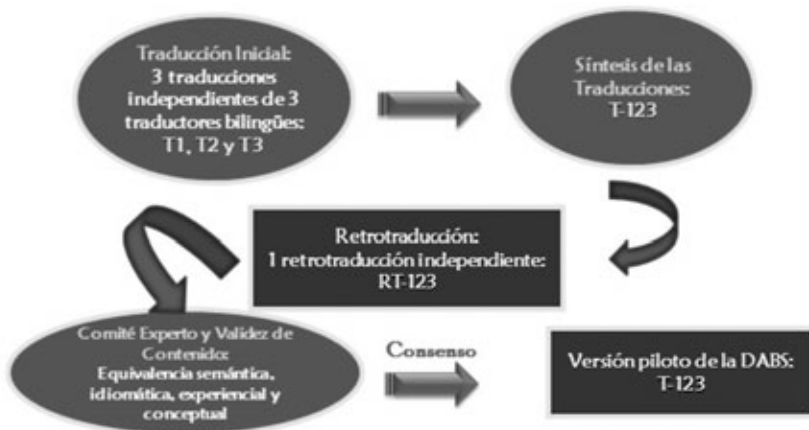 Traducción Inicial:
3 traducciones
independientes de 3
traductores bilingües:
T1, T2 y T3
Síntesis de las
Traducciones:
T-123
Retrotraducción:
1 retrotraducción independiente:
RT-123
Comité Experto y Validez de
Contenido:
Equivalencia semántica,
idiomática, experiencial y
conceptual
Consenso
Versión piloto de la DABS:
T-123